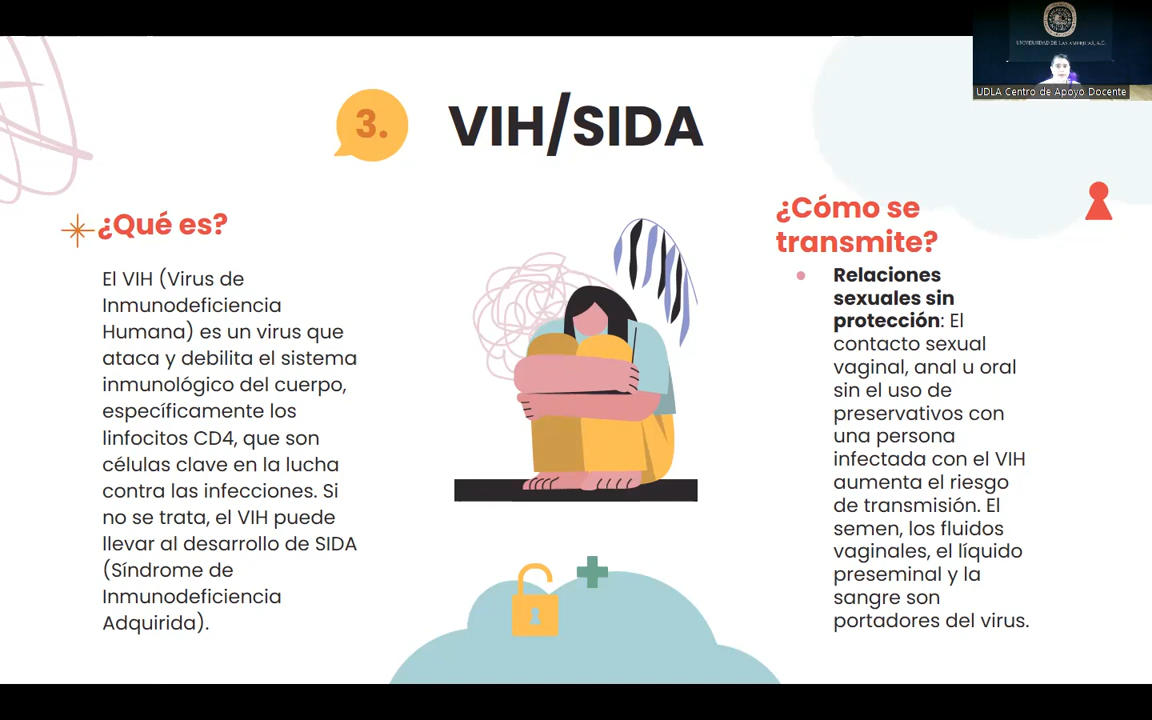 UNIVERSIDAD DE LAS AMÉRICAS, A.C.
UDLA Centro de Apoyo Docente
3.
VIH/SIDA
¿Qué es?
El VIH (Virus de
Inmunodeficiencia
Humana) es un virus que
ataca y debilita el sistema
inmunológico del cuerpo,
específicamente los
linfocitos CD4, que son
células clave en la lucha
contra las infecciones. Si
no se trata, el VIH puede
llevar al desarrollo de SIDA
(Síndrome de
Inmunodeficiencia
Adquirida).
¿Cómo se
transmite?
Relaciones
sexuales sin
protección: El
contacto sexual
vaginal, anal u oral
sin el uso de
preservativos con
una persona
infectada con el VIH
aumenta el riesgo
de transmisión. El
semen, los fluidos
vaginales, el líquido
preseminal y la
sangre son
portadores del virus.